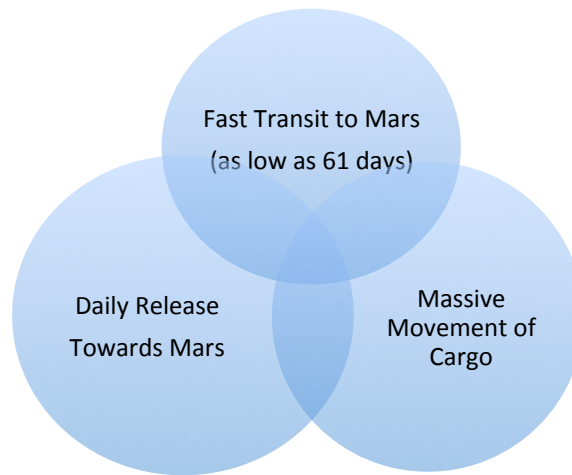 Fast Transit to Mars
(as low as 61 days)
Daily Release
Towards Mars
Massive
Movement of
Cargo